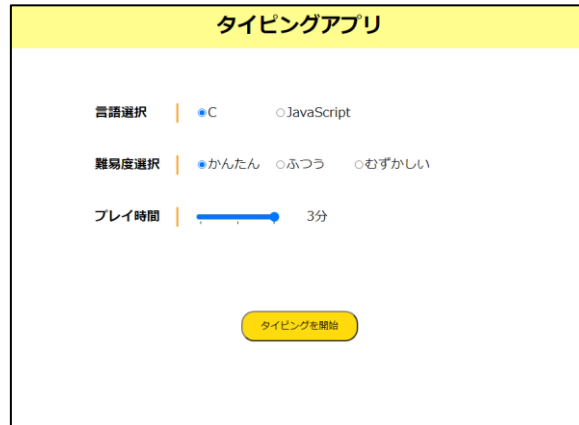 タイピングアプリ
言語選択 C JavaScript
難易度選択 かんたん ふつう むずかしい
プレイ時間 3分
タイピングを開始